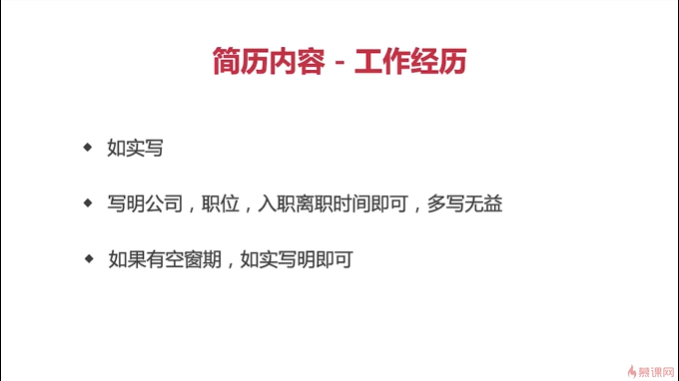 简历内容 - 工作经历
◆ 如实写
◆ 写明公司，职位，入职离职时间即可，多写无益
◆ 如果有空窗期，如实写明即可
慕课网